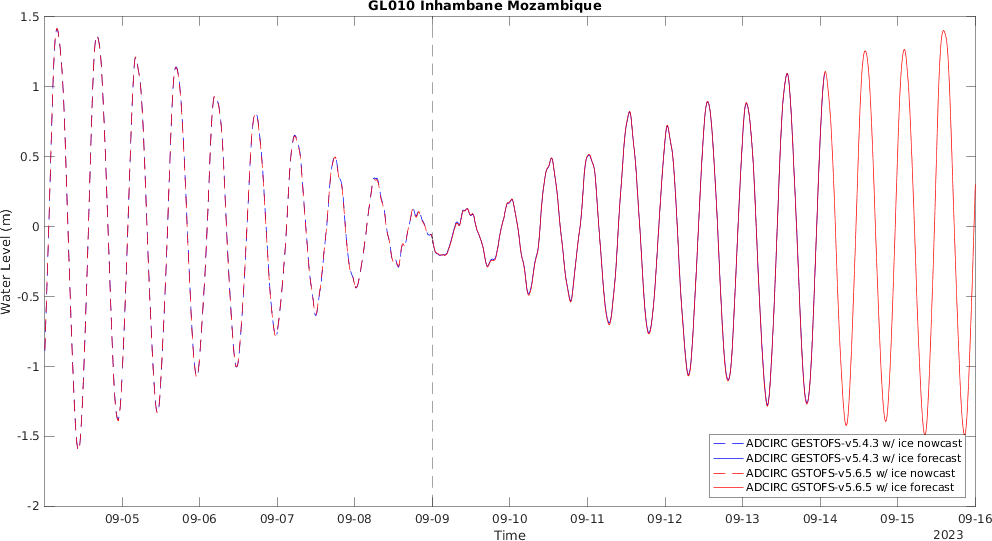 GL010 Inhambane Mozambique
1.5
1
0.5
0
-0.5
-1
-1.5
-2
Water Level (m)
ADCIRC GESTOFS-v5.4.3 w/ ice nowcast
ADCIRC GESTOFS-v5.4.3 w/ ice forecast
ADCIRC GSTOFS-v5.6.5 w/ ice nowcast
ADCIRC GSTOFS-v5.6.5 w/ ice forecast
09-05 09-06 09-07 09-08 09-09 09-10 09-11 09-12 09-13 09-14 09-15 09-16
Time
2023